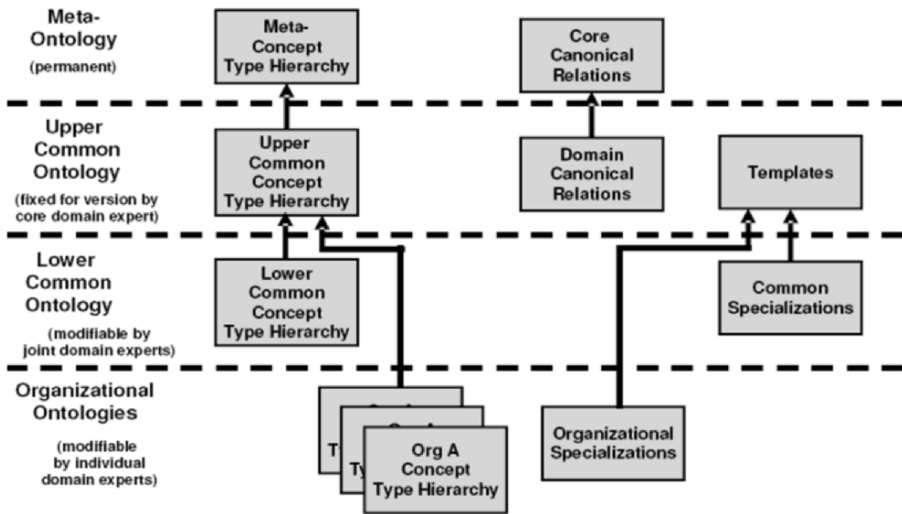 Meta-
Ontology
(permanent)
Meta-
Concept
Type Hierarchy
Core
Canonical
Relations
Upper
Common
Ontology
(fixed for version by
core domain expert)
Upper
Common
Concept
Type Hierarchy
Domain
Canonical
Relations
Templates
Lower
Common
Ontology
(modifiable by
joint domain experts)
Lower
Common
Concept
Type Hierarchy
Common
Specializations
Organizational
Ontologies
(modifiable
by individual
domain experts)
Org A
Concept
Type Hierarchy
Organizational
Specializations